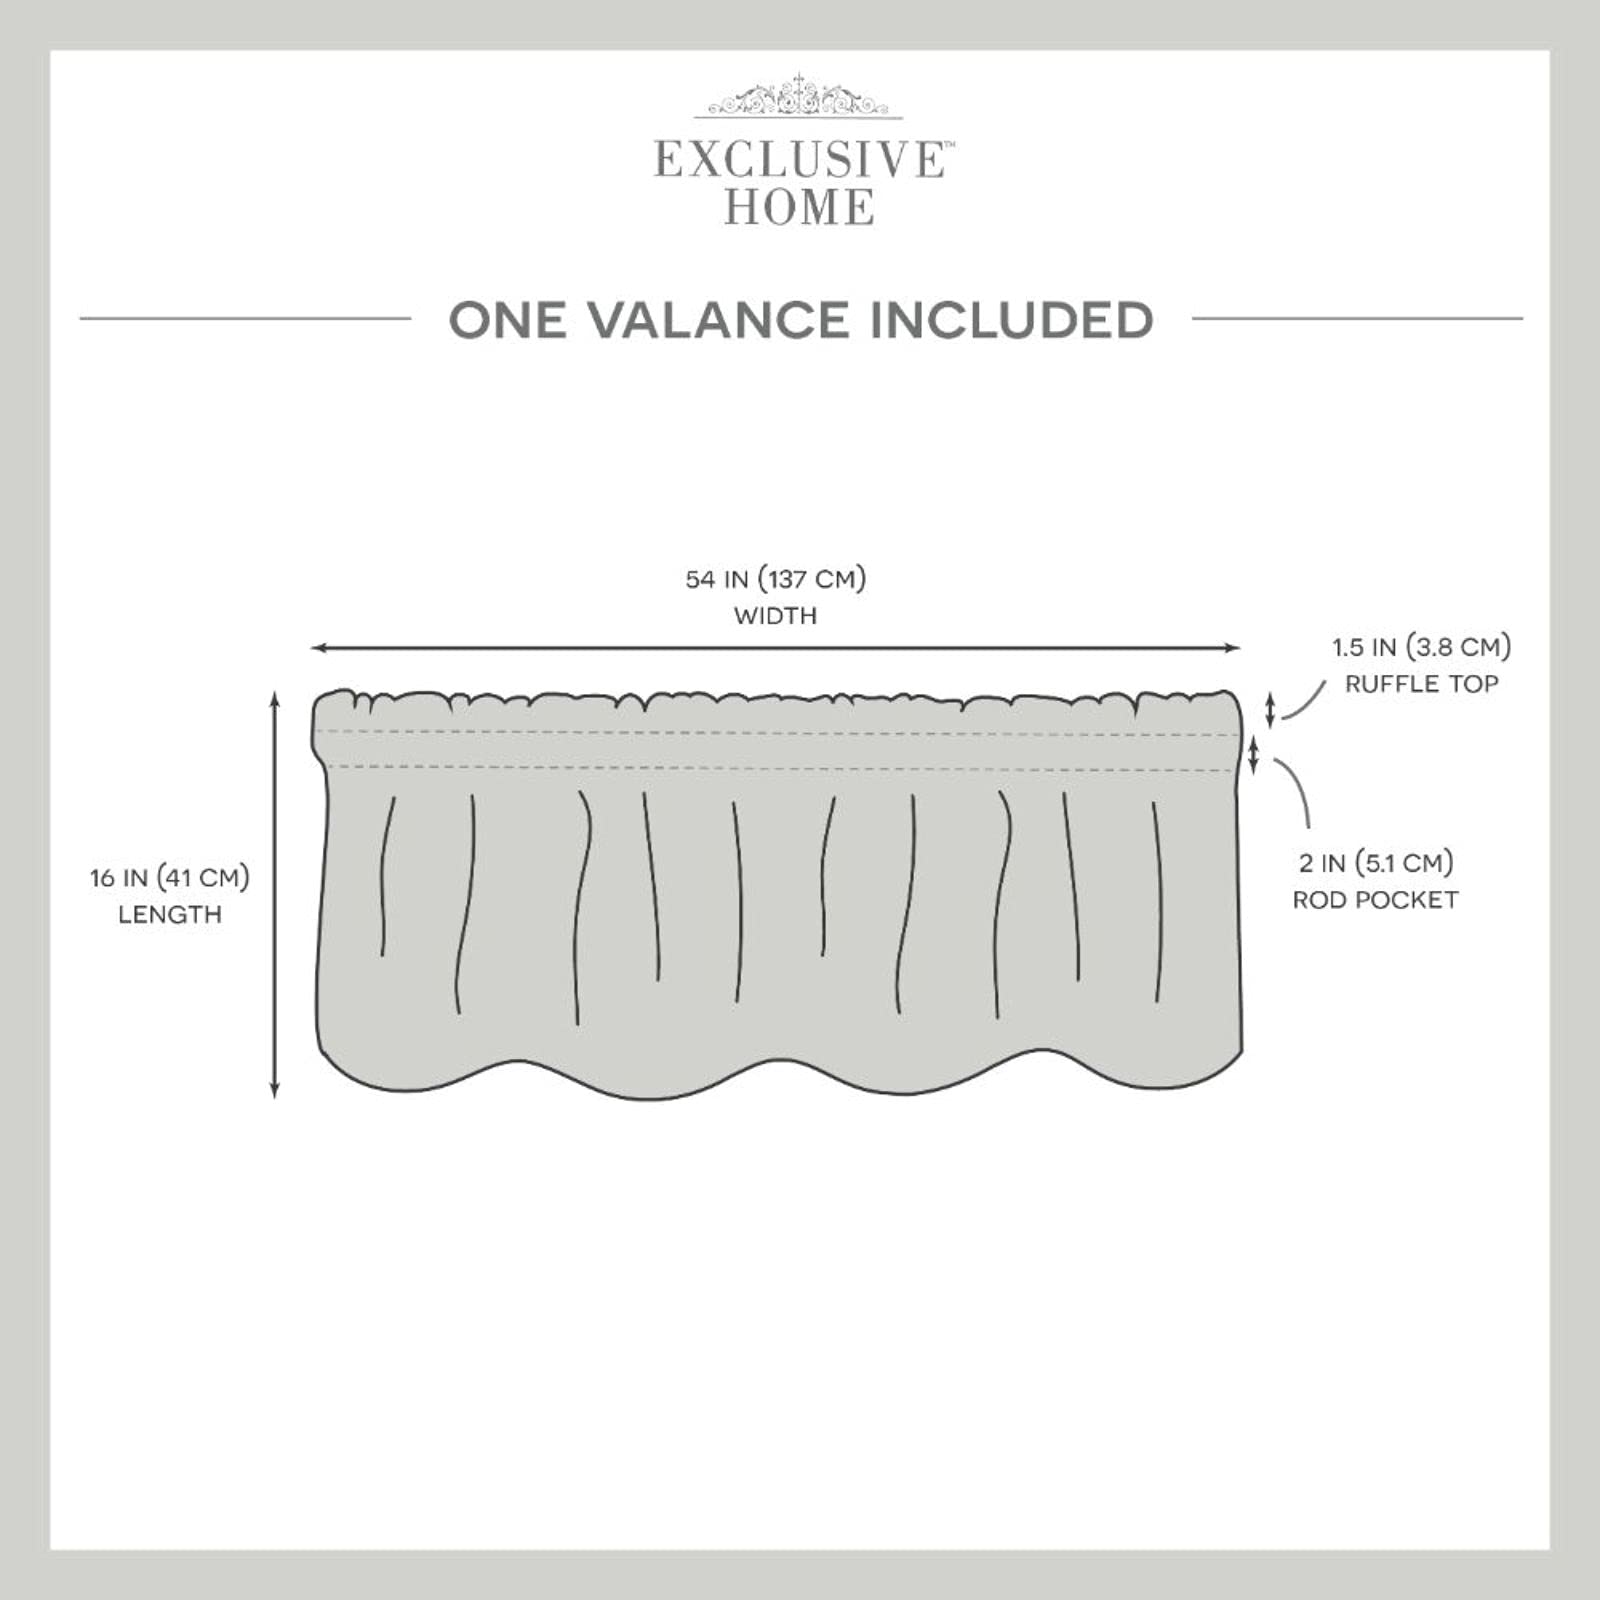 EXCLUSIVE™
HOME
ONE VALANCE INCLUDED
54 IN (137 CM)
WIDTH
1.5 IN (3.8 CM)
RUFFLE TOP
16 IN (41 CM)
LENGTH
2 IN (5.1 CM)
ROD POCKET